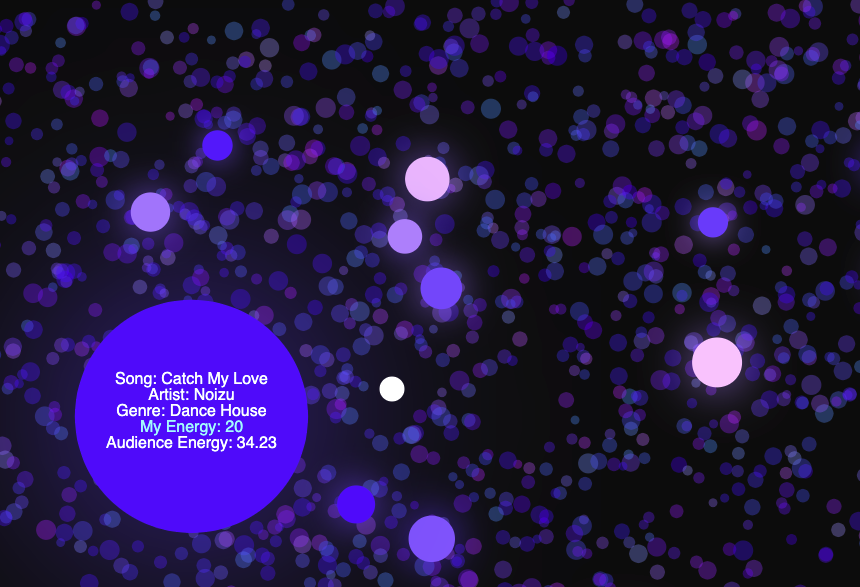 Song: Catch My Love
Artist: Noizu
Genre: Dance House
My Energy: 20
Audience Energy: 34.23